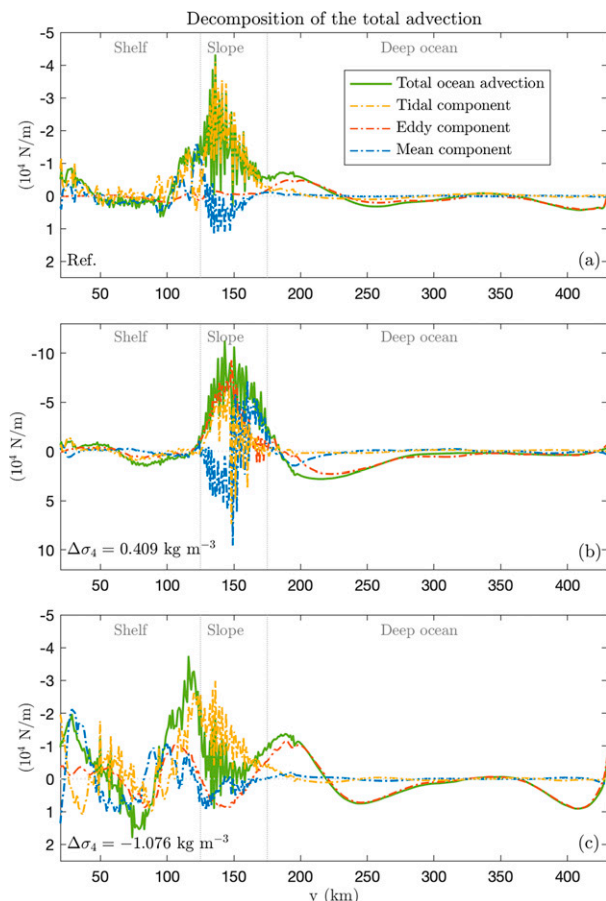 Decomposition of the total advection
Shelf Slope Deep ocean
-5
-4
-3
-2
-1
0
1
2
(10⁴ N/m)
Total ocean advection
Tidal component
Eddy component
Mean component
Ref.
(a)
50 100 150 200 250 300 350 400
Shelf Slope Deep ocean
-10
-5
0
5
10
(10⁴ N/m)
Δσ₄ = 0.409 kg m⁻³
(b)
50 100 150 200 250 300 350 400
Shelf Slope Deep ocean
-5
-4
-3
-2
-1
0
1
2
(10⁴ N/m)
Δσ₄ = −1.076 kg m⁻³
(c)
50 100 150 200 250 300 350 400
y (km)